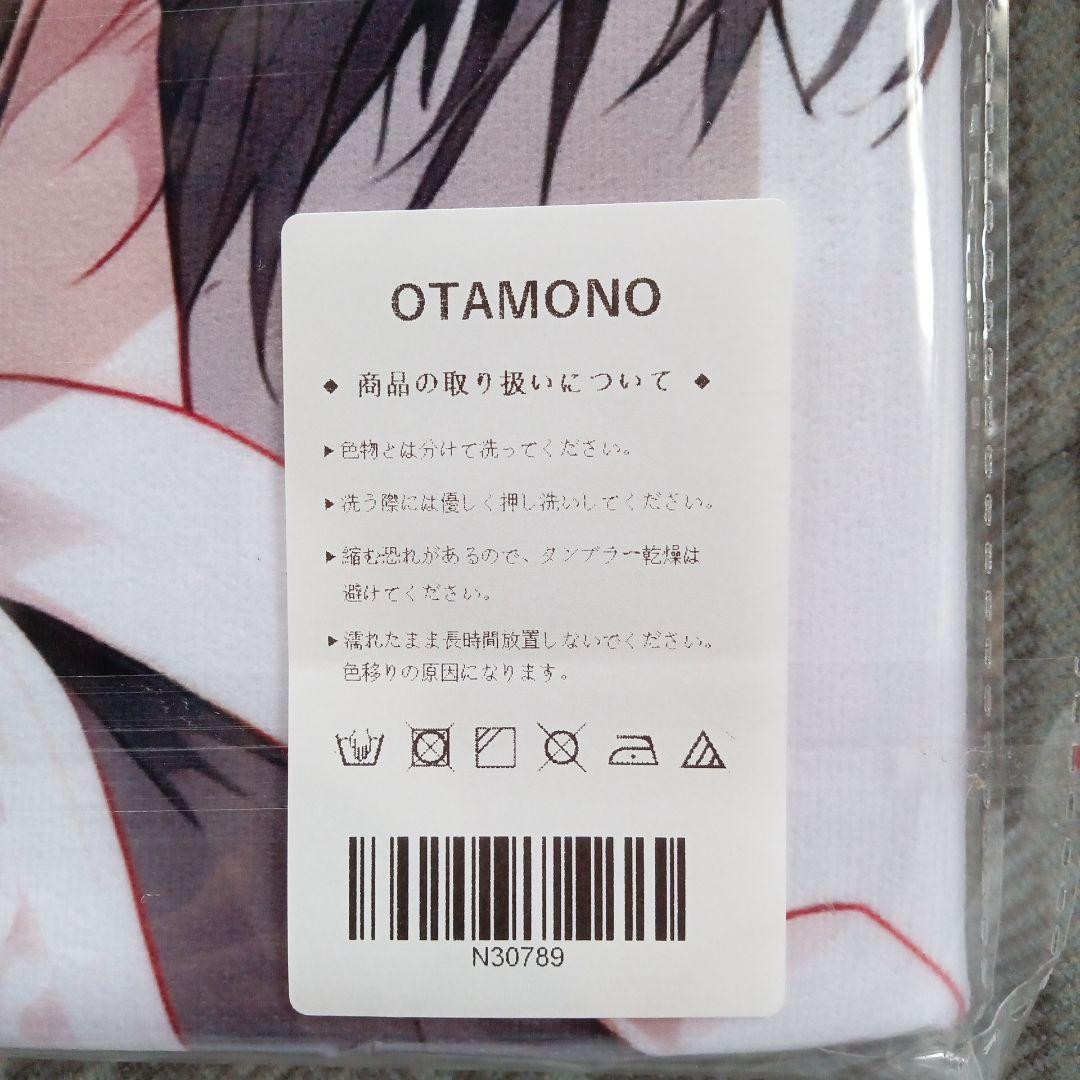 OTAMONO
◆ 商品の取り扱いについて ◆
▶色物とは分けて洗ってください。
▶洗う際には優しく押し洗いしてください。
▶縮む恐れがあるので、タンブラー乾燥は
避けてください。
▶濡れたまま長時間放置しないでください。
色移りの原因になります。
N30789